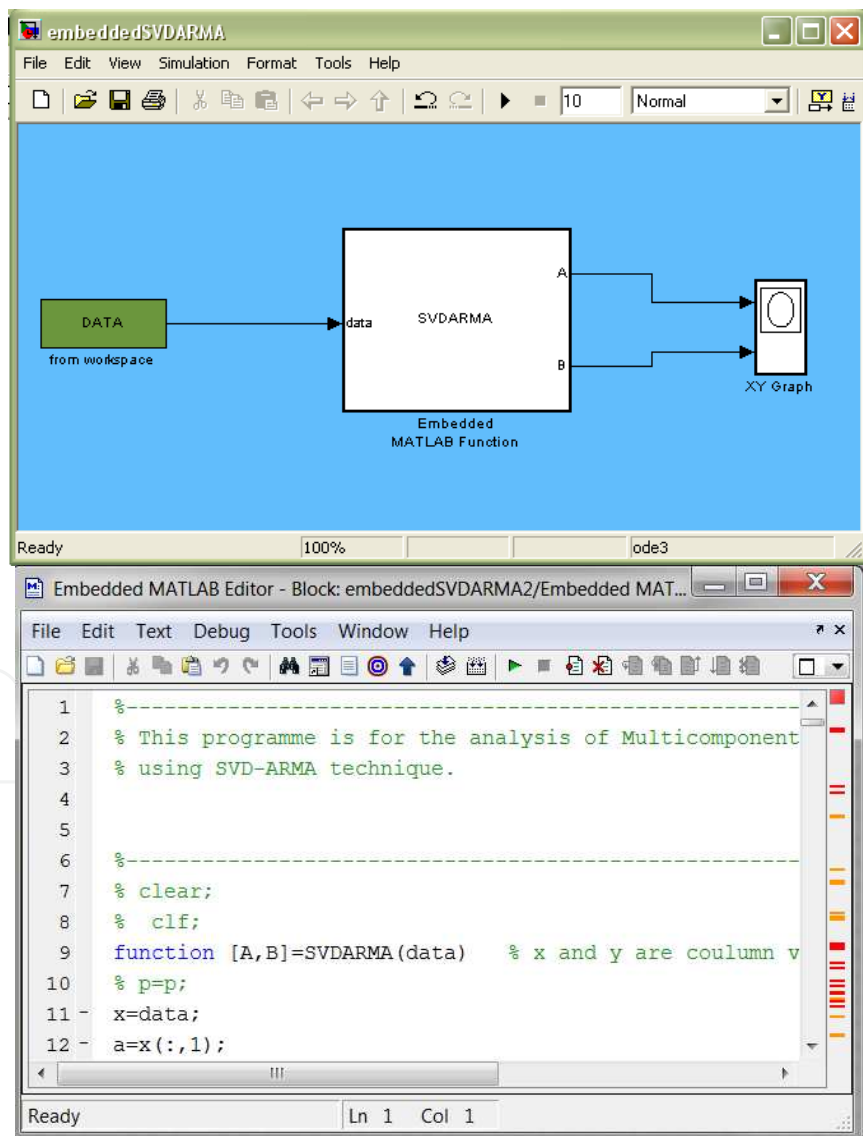 embeddedSVDARMA
File Edit View Simulation Format Tools Help
10 Normal
DATA
from workspace
data
SVDARMA
A
B
Embedded
MATLAB Function
XY Graph
Ready 100% ode3
Embedded MATLAB Editor - Block: embeddedSVDARMA2/Embedded MAT...
File Edit Text Debug Tools Window Help
1 %-------------------------------------------------------
2 % This programme is for the analysis of Multicomponent
3 % using SVD-ARMA technique.
4
5
6 %-------------------------------------------------------
7 % clear;
8 %  clf;
9 function [A,B]=SVDARMA(data)   % x and y are coulumn v
10 % p=p;
11 - x=data;
12 - a=x(:,1);
Ready Ln 1 Col 1